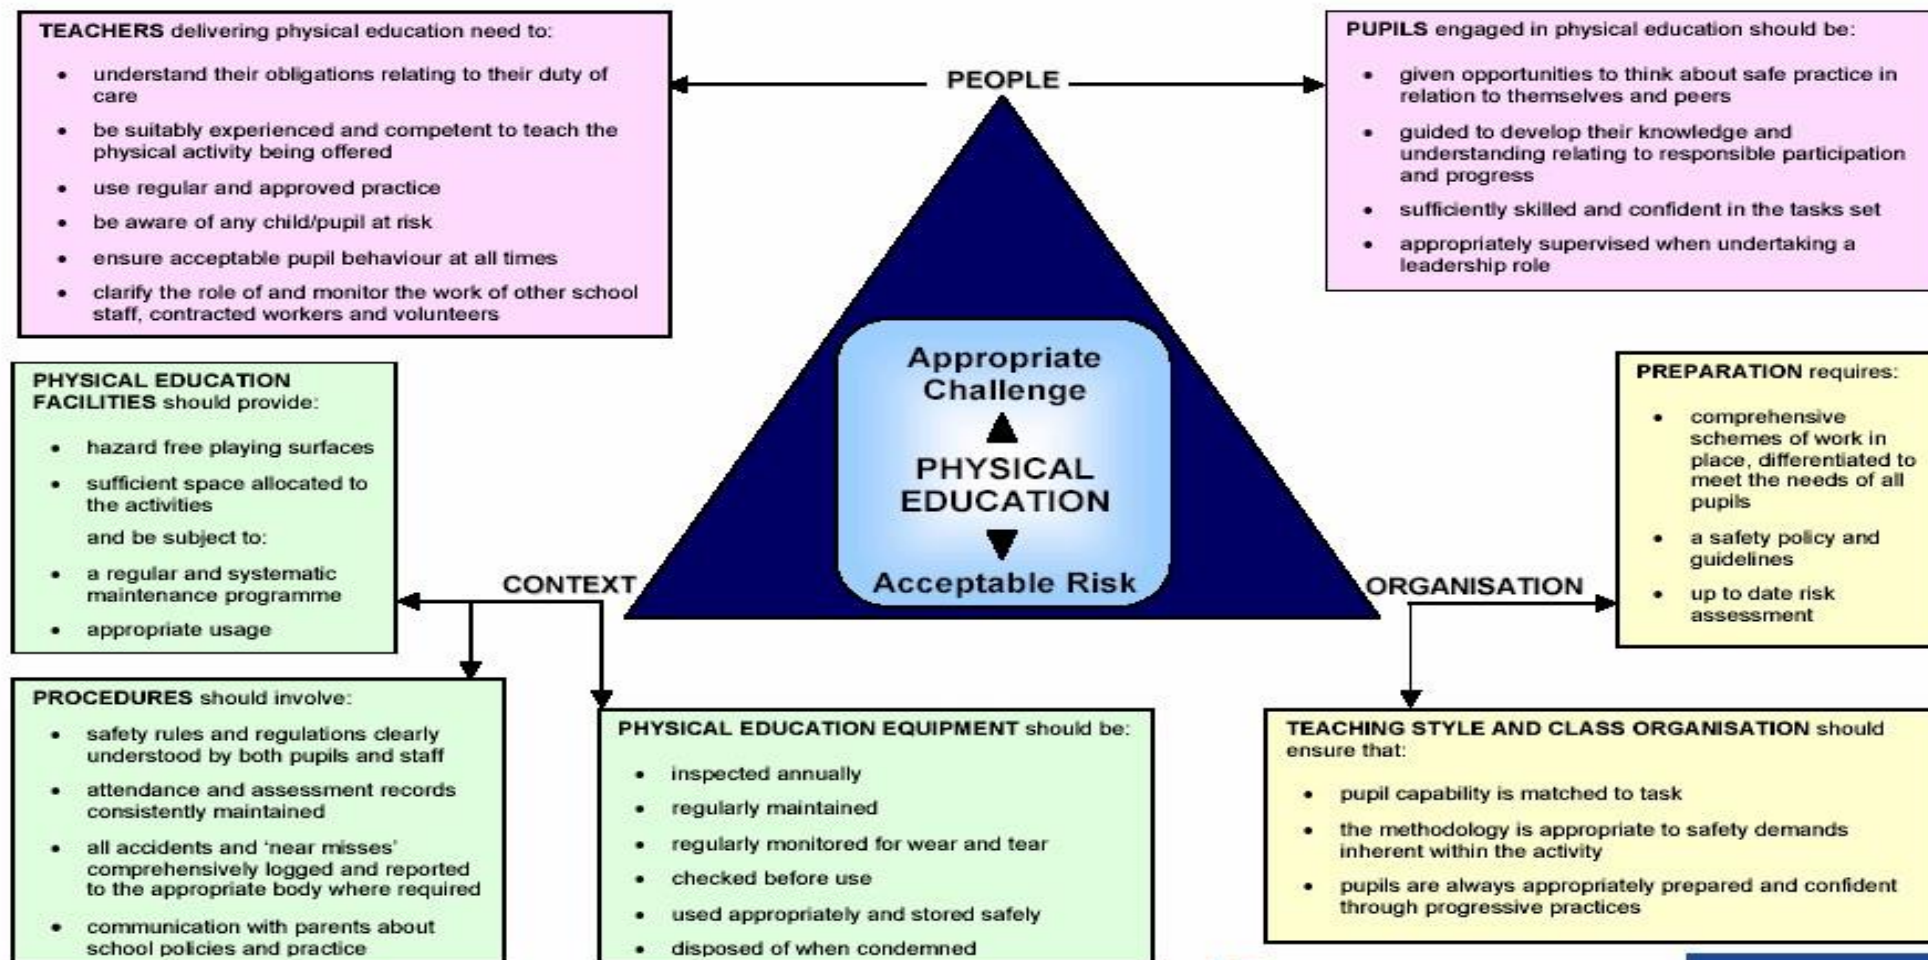 TEACHERS delivering physical education need to:
• understand their obligations relating to their duty of
care
• be suitably experienced and competent to teach the
physical activity being offered
• use regular and approved practice
• be aware of any child/pupil at risk
• ensure acceptable pupil behaviour at all times
• clarify the role of and monitor the work of other school
staff, contracted workers and volunteers
PEOPLE
PUPILS engaged in physical education should be:
• given opportunities to think about safe practice in
relation to themselves and peers
• guided to develop their knowledge and
understanding relating to responsible participation
and progress
• sufficiently skilled and confident in the tasks set
• appropriately supervised when undertaking a
leadership role
Appropriate
Challenge
PHYSICAL
EDUCATION
Acceptable Risk
PHYSICAL EDUCATION
FACILITIES should provide:
• hazard free playing surfaces
• sufficient space allocated to
the activities
and be subject to:
• a regular and systematic
maintenance programme
• appropriate usage
CONTEXT
ORGANISATION
PREPARATION requires:
• comprehensive
schemes of work in
place, differentiated to
meet the needs of all
pupils
• a safety policy and
guidelines
• up to date risk
assessment
PROCEDURES should involve:
• safety rules and regulations clearly
understood by both pupils and staff
• attendance and assessment records
consistently maintained
• all accidents and ‘near misses’
comprehensively logged and reported
to the appropriate body where required
• communication with parents about
school policies and practice
PHYSICAL EDUCATION EQUIPMENT should be:
• inspected annually
• regularly maintained
• regularly monitored for wear and tear
• checked before use
• used appropriately and stored safely
• disposed of when condemned
TEACHING STYLE AND CLASS ORGANISATION should
ensure that:
• pupil capability is matched to task
• the methodology is appropriate to safety demands
inherent within the activity
• pupils are always appropriately prepared and confident
through progressive practices